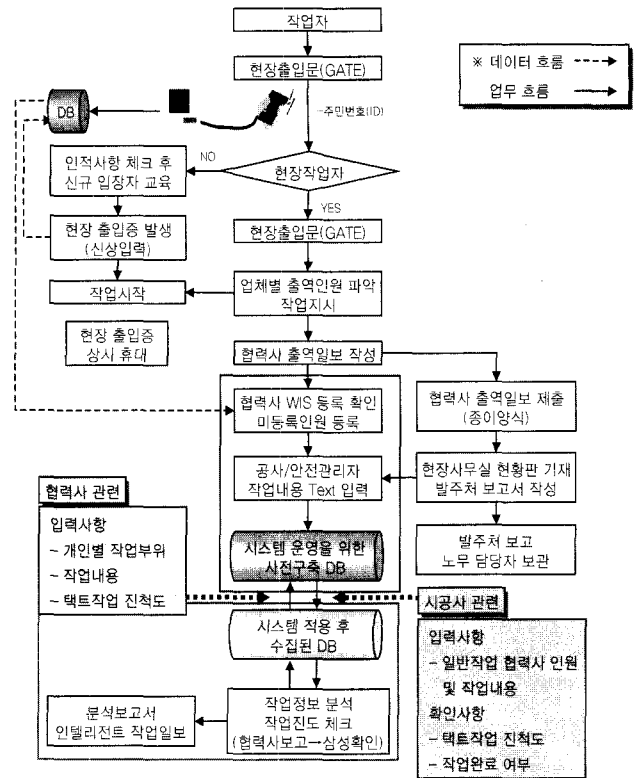 작업자
현장출입문(GATE)
※ 데이터 흐름
업무 흐름
DB
-주민번호(ID)
인적사항 체크 후
신규 입장자 교육
NO
현장작업자
YES
현장 출입증 발생
(신상입력)
현장출입문(GATE)
작업시작
업체별 출역인원 파악
작업지시
현장 출입증
상시 휴대
협력사 출역일보 작성
협력사 WIS 등록 확인
미등록인원 등록
협력사 출역일보 제출
(종이양식)
공사/안전관리자
작업내용 Text 입력
현장사무실 현황판 기재
발주처 보고서 작성
협력사 관련
입력사항
- 개인별 작업부위
- 작업내용
- 택트작업 진척도
시스템 운영을 위한
사전구축 DB
발주처 보고
노무 담당자 보관
시공사 관련
입력사항
- 일반작업 협력사 인원
및 작업내용
확인사항
- 택트작업 진척도
- 작업완료 여부
시스템 적용 후
수집된 DB
분석보고서
인텔리전트 작업일보
작업정보 분석
작업진도 체크
(협력사보고→삼성확인)